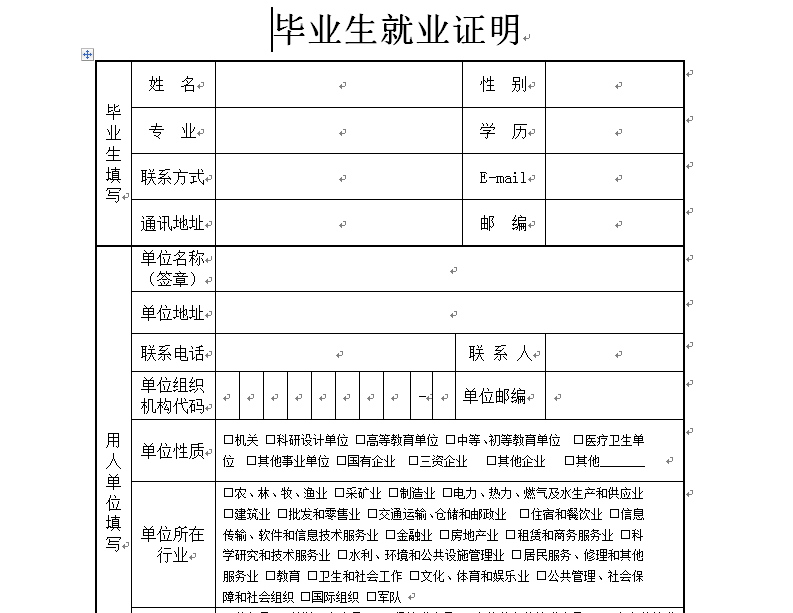 毕业生就业证明
毕业生填写
姓 名 性 别
专 业 学 历
联系方式 E-mail
通讯地址 邮 编
用人单位填写
单位名称
（签章）
单位地址
联系电话 联 系 人
单位组织
机构代码 - 单位邮编
单位性质
□机关 □科研设计单位 □高等教育单位 □中等、初等教育单位 □医疗卫生单
位 □其他事业单位 □国有企业 □三资企业 □其他企业 □其他______
单位所在
行业
□农、林、牧、渔业 □采矿业 □制造业 □电力、热力、燃气及水生产和供应业
□建筑业 □批发和零售业 □交通运输、仓储和邮政业 □住宿和餐饮业 □信息
传输、软件和信息技术服务业 □金融业 □房地产业 □租赁和商务服务业 □科
学研究和技术服务业 □水利、环境和公共设施管理业 □居民服务、修理和其他
服务业 □教育 □卫生和社会工作 □文化、体育和娱乐业 □公共管理、社会保
障和社会组织 □国际组织 □军队